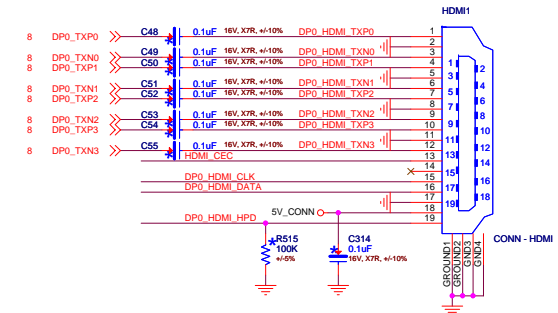 HDMI1
8 DP0_TXP0 C48 0.1uF 16V, X7R, +/-10% DP0_HDMI_TXP0 1
2
8 DP0_TXN0 C49 0.1uF 16V, X7R, +/-10% DP0_HDMI_TXN0 3
8 DP0_TXP1 C50 0.1uF 16V, X7R, +/-10% DP0_HDMI_TXP1 4
5
8 DP0_TXN1 C51 0.1uF 16V, X7R, +/-10% DP0_HDMI_TXN1 6
8 DP0_TXP2 C52 0.1uF 16V, X7R, +/-10% DP0_HDMI_TXP2 7
8
8 DP0_TXN2 C53 0.1uF 16V, X7R, +/-10% DP0_HDMI_TXN2 9
8 DP0_TXP3 C54 0.1uF 16V, X7R, +/-10% DP0_HDMI_TXP3 10
11
8 DP0_TXN3 C55 0.1uF 16V, X7R, +/-10% DP0_HDMI_TXN3 12
HDMI_CEC 13
14
DP0_HDMI_CLK 15
DP0_HDMI_DATA 16
17
5V_CONN 18
DP0_HDMI_HPD 19
1 2
3 4
5 6
7 8
9 10
11 12
13 14
15 16
17 18
19
R515
100K
+/-5%
C314
0.1uF
16V, X7R, +/-10%
GROUND1
GROUND2
GND3
GND4
CONN - HDMI